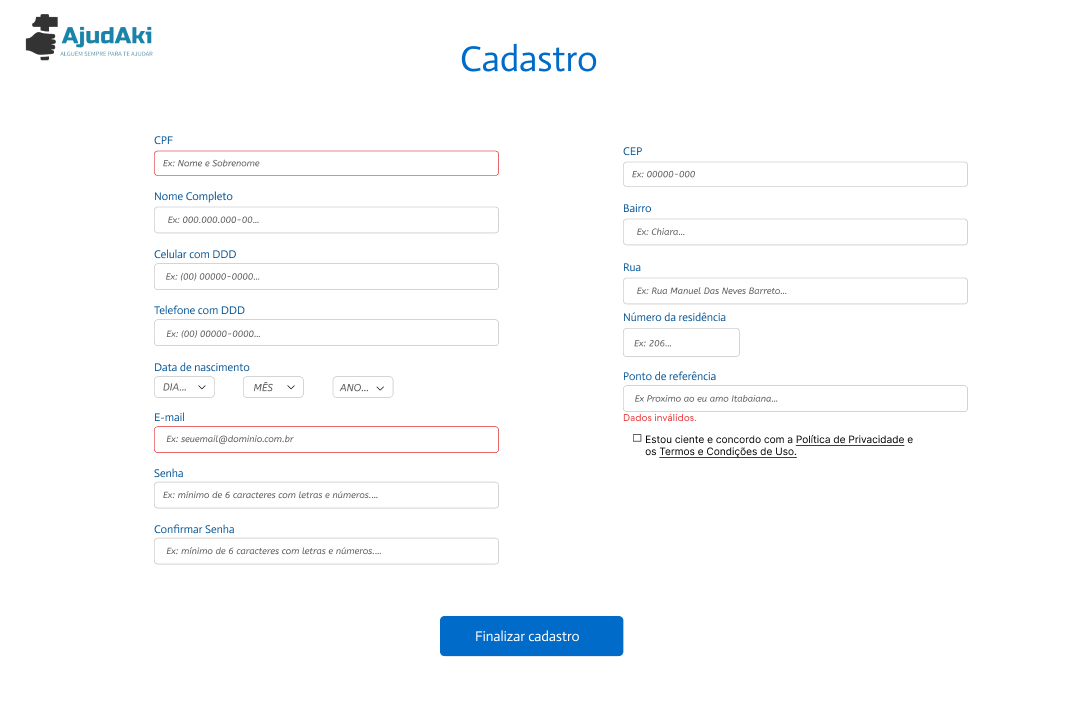 AjudAki
ALGUÉM SEMPRE PARA TE AJUDAR
Cadastro
CPF
Ex: Nome e Sobrenome
Nome Completo
Ex: 000.000.000-00...
Celular com DDD
Ex: (00) 00000-0000...
Telefone com DDD
Ex: (00) 00000-0000...
Data de nascimento
DIA... MÊS ANO...
E-mail
Ex: seuemail@dominio.com.br
Senha
Ex: mínimo de 6 caracteres com letras e números....
Confirmar Senha
Ex: mínimo de 6 caracteres com letras e números....
CEP
Ex: 00000-000
Bairro
Ex: Chiara...
Rua
Ex: Rua Manuel Das Neves Barreto...
Número da residência
Ex: 206...
Ponto de referência
Ex Proximo ao eu amo Itabaiana...
Dados inválidos.
Estou ciente e concordo com a Política de Privacidade e
os Termos e Condições de Uso.
Finalizar cadastro